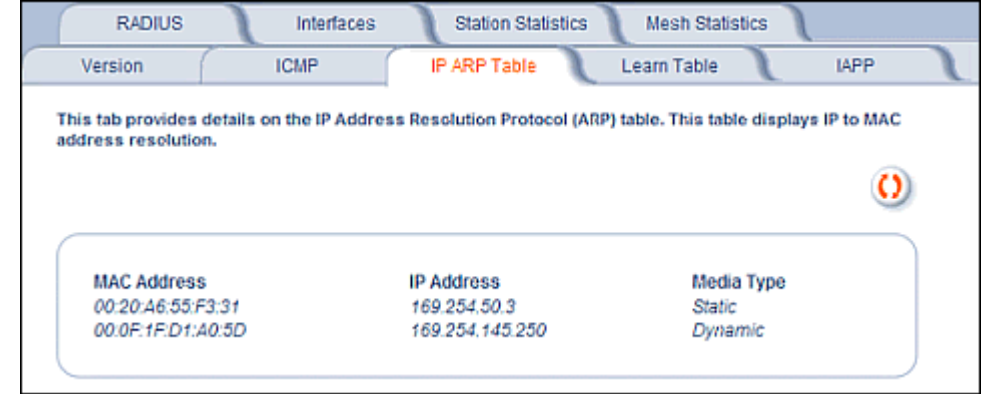 RADIUS Interfaces Station Statistics Mesh Statistics
Version ICMP IP ARP Table Learn Table IAPP
This tab provides details on the IP Address Resolution Protocol (ARP) table. This table displays IP to MAC
address resolution.
MAC Address IP Address Media Type
00:20:A6:55:F3:31 169.254.50.3 Static
00:0F:1F:D1:A0:5D 169.254.145.250 Dynamic